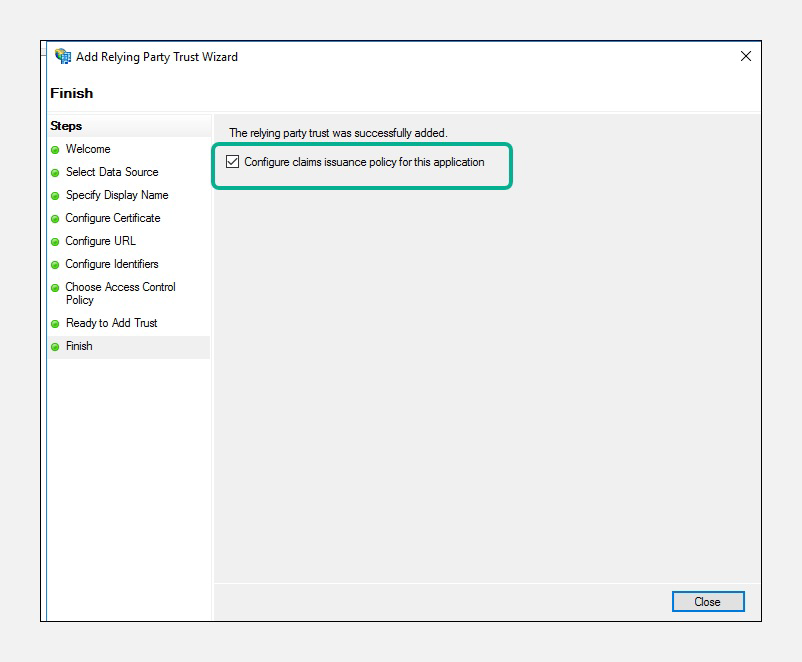 Add Relying Party Trust Wizard
Finish
Steps
Welcome
Select Data Source
Specify Display Name
Configure Certificate
Configure URL
Configure Identifiers
Choose Access Control
Policy
Ready to Add Trust
Finish
The relying party trust was successfully added.
Configure claims issuance policy for this application
Close